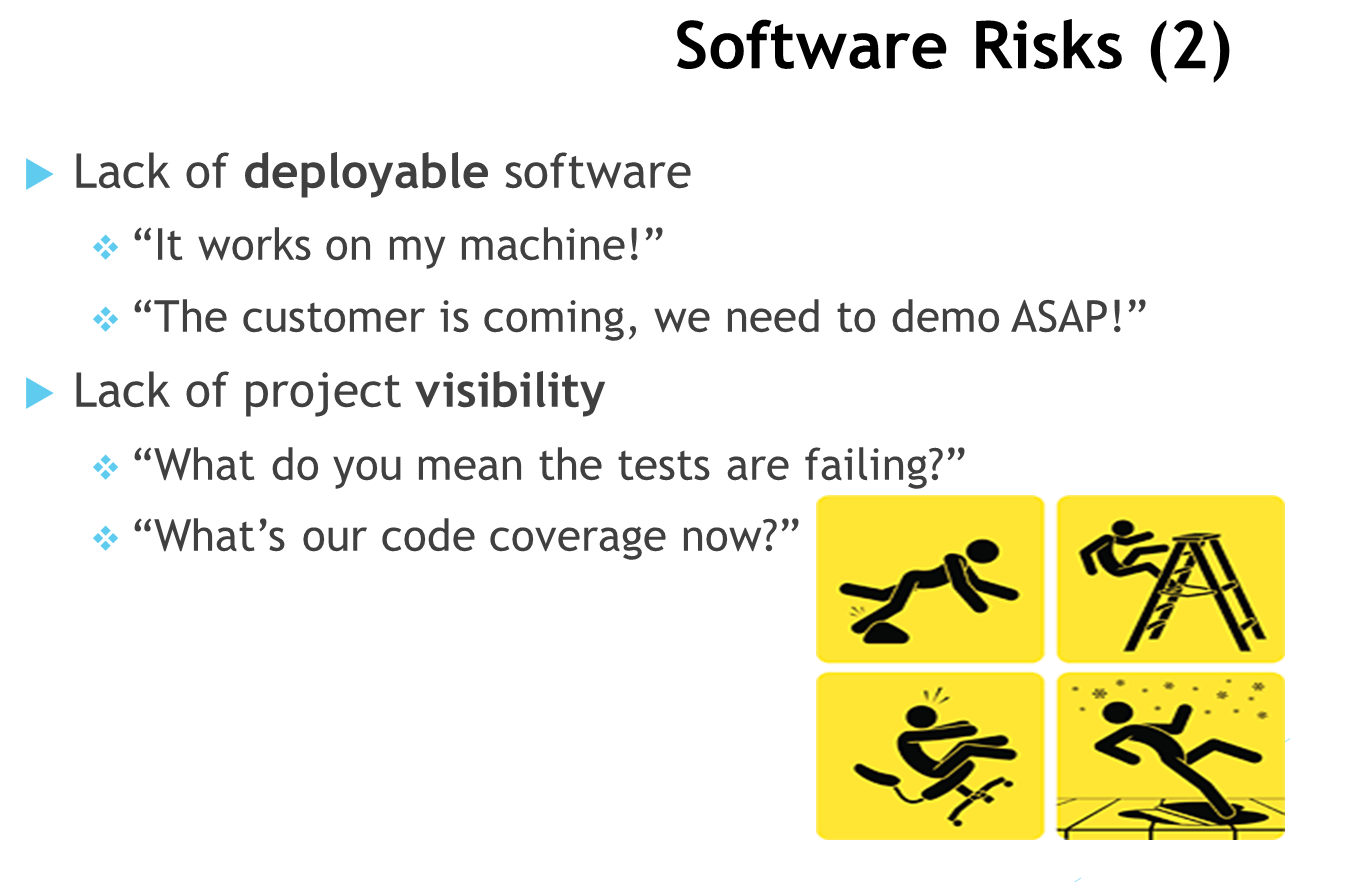 Software Risks (2)
Lack of deployable software
“It works on my machine!”
“The customer is coming, we need to demo ASAP!”
Lack of project visibility
“What do you mean the tests are failing?”
“What’s our code coverage now?”